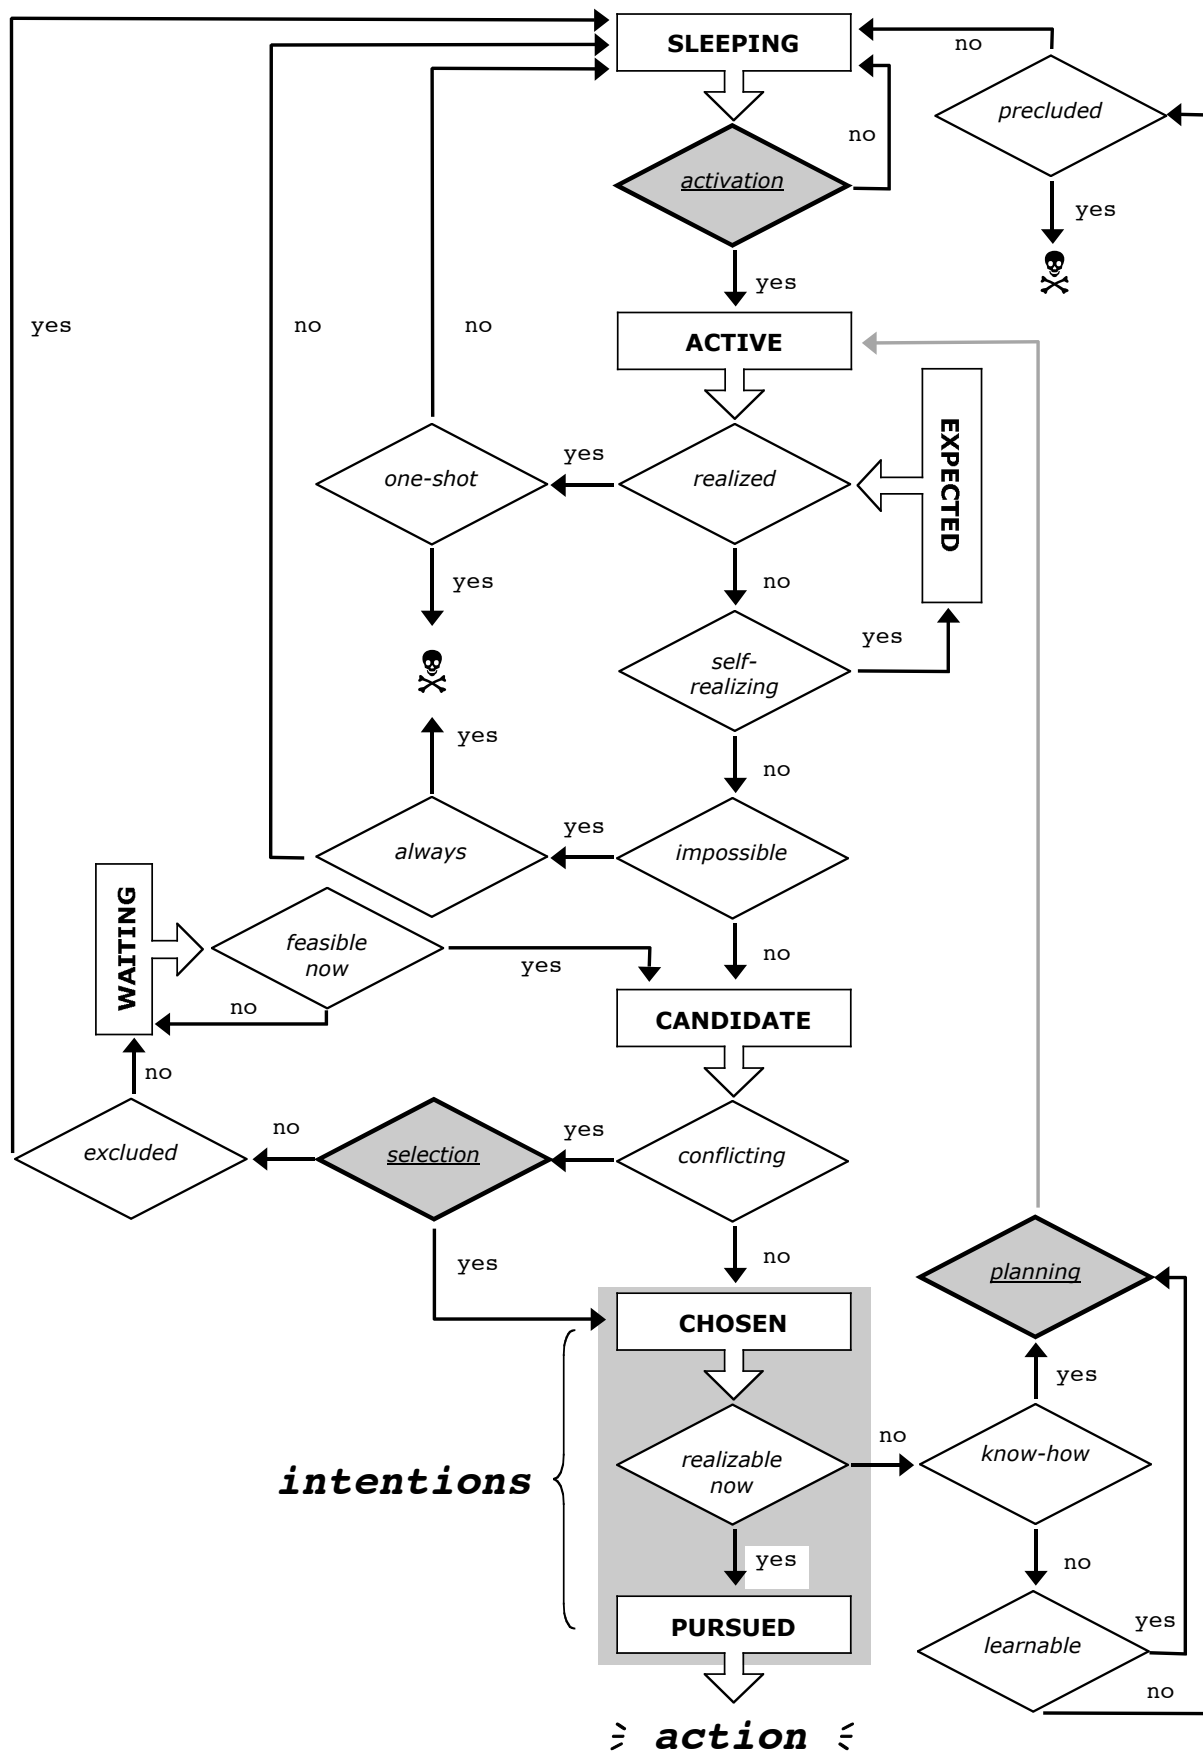 SLEEPING
no
precluded
no
activation
yes
yes
yes
no
no
ACTIVE
EXPECTED
one-shot
yes
realized
yes
no
yes
self-
realizing
yes
no
always
yes
impossible
WAITING
feasible
now
yes
no
no
CANDIDATE
no
excluded
no
selection
yes
conflicting
yes
no
planning
CHOSEN
yes
no
know-how
realizable
now
intentions
yes
no
yes
PURSUED
learnable
no
action